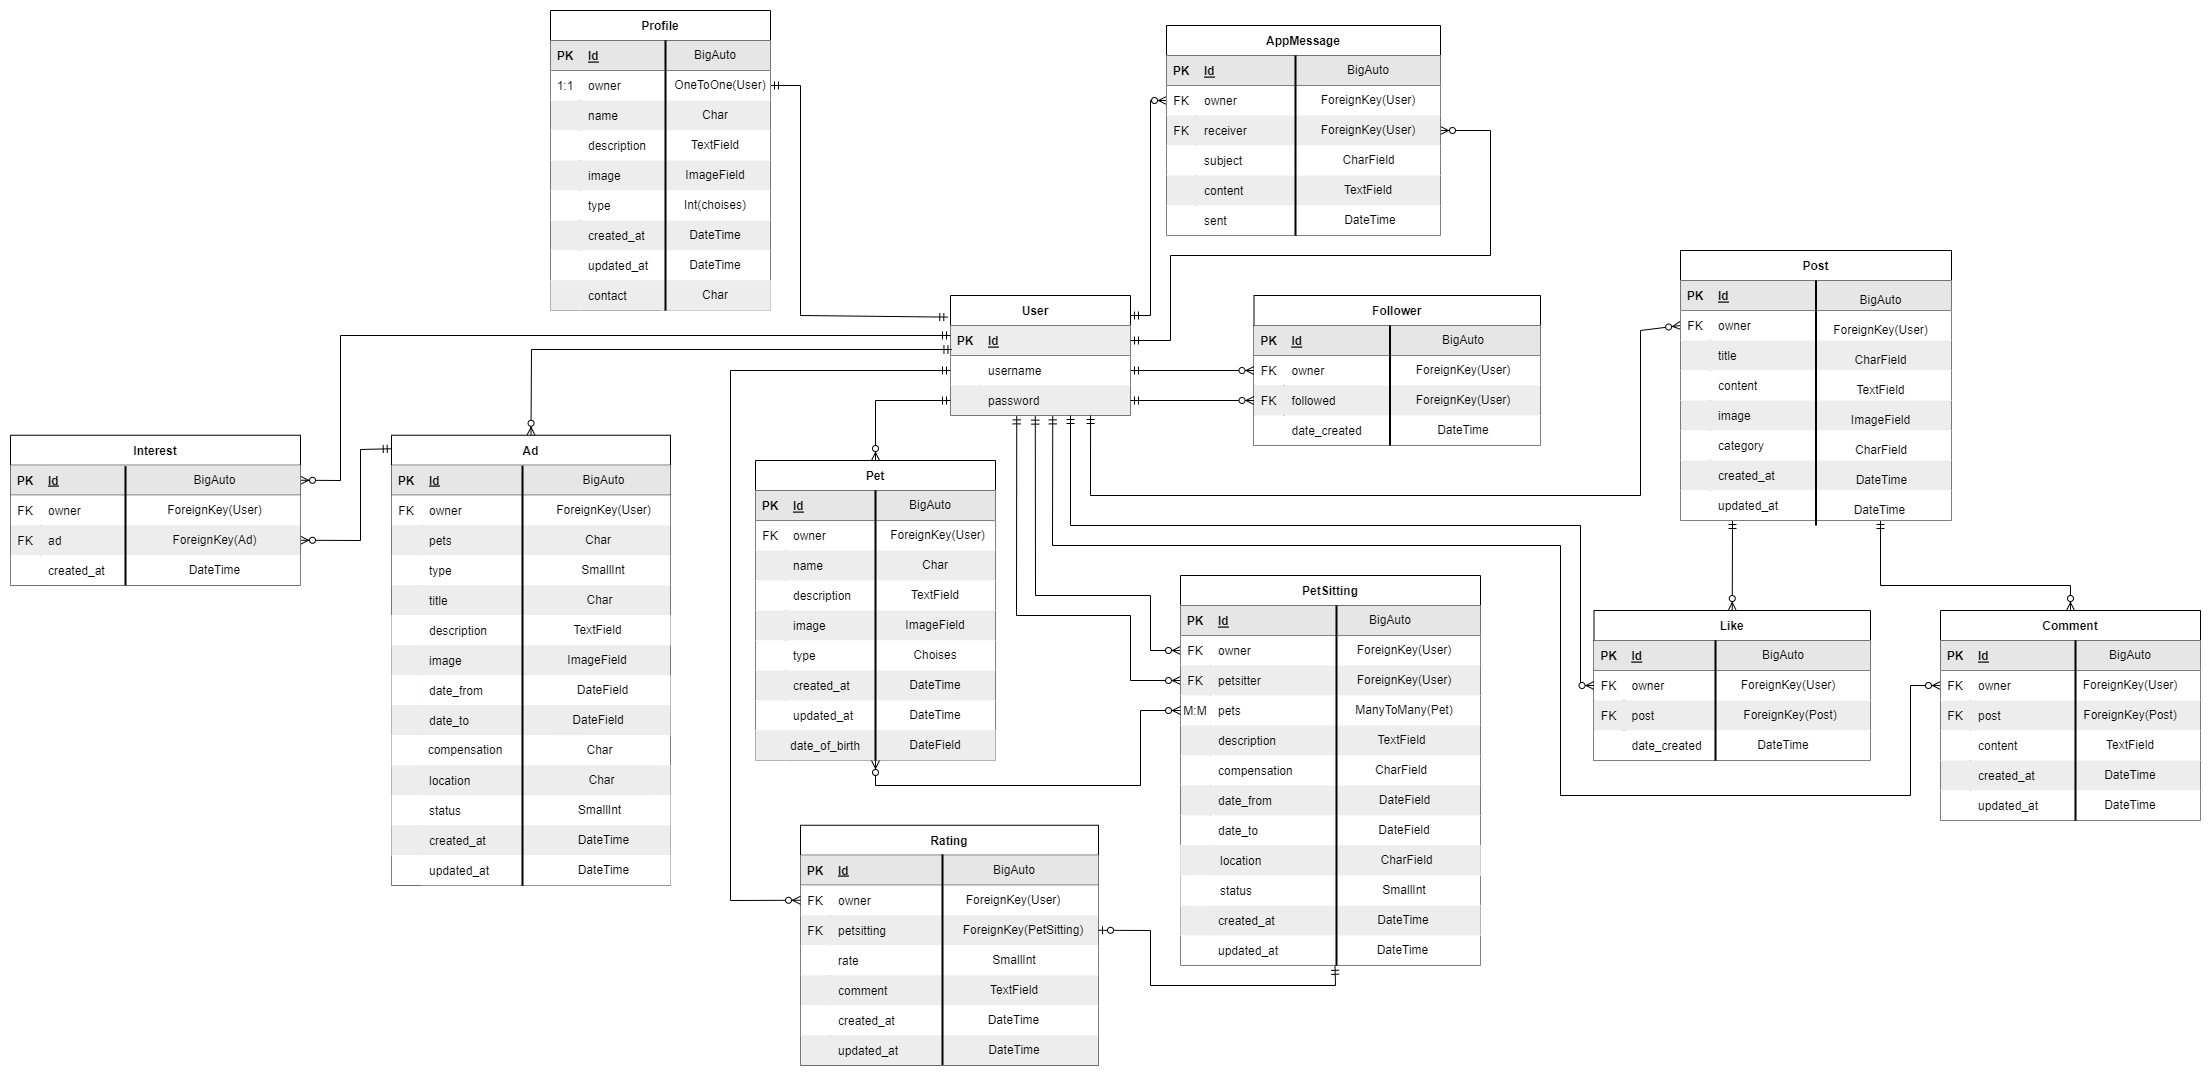 Profile
PK Id BigAuto
1:1 owner OneToOne(User)
name Char
description TextField
image ImageField
type Int(choises)
created_at DateTime
updated_at DateTime
contact Char
AppMessage
PK Id BigAuto
FK owner ForeignKey(User)
FK receiver ForeignKey(User)
subject CharField
content TextField
sent DateTime
User
PK Id
username
password
Follower
PK Id BigAuto
FK owner ForeignKey(User)
FK followed ForeignKey(User)
date_created DateTime
Post
PK Id BigAuto
FK owner ForeignKey(User)
title CharField
content TextField
image ImageField
category CharField
created_at DateTime
updated_at DateTime
Interest
PK Id BigAuto
FK owner ForeignKey(User)
FK ad ForeignKey(Ad)
created_at DateTime
Ad
PK Id BigAuto
FK owner ForeignKey(User)
pets Char
type SmallInt
title Char
description TextField
image ImageField
date_from DateField
date_to DateField
compensation Char
location Char
status SmallInt
created_at DateTime
updated_at DateTime
Pet
PK Id BigAuto
FK owner ForeignKey(User)
name Char
description TextField
image ImageField
type Choises
created_at DateTime
updated_at DateTime
date_of_birth DateField
PetSitting
PK Id BigAuto
FK owner ForeignKey(User)
FK petsitter ForeignKey(User)
M:M pets ManyToMany(Pet)
description TextField
compensation CharField
date_from DateField
date_to DateField
location CharField
status SmallInt
created_at DateTime
updated_at DateTime
Like
PK Id BigAuto
FK owner ForeignKey(User)
FK post ForeignKey(Post)
date_created DateTime
Comment
PK Id BigAuto
FK owner ForeignKey(User)
FK post ForeignKey(Post)
content TextField
created_at DateTime
updated_at DateTime
Rating
PK Id BigAuto
FK owner ForeignKey(User)
FK petsitting ForeignKey(PetSitting)
rate SmallInt
comment TextField
created_at DateTime
updated_at DateTime